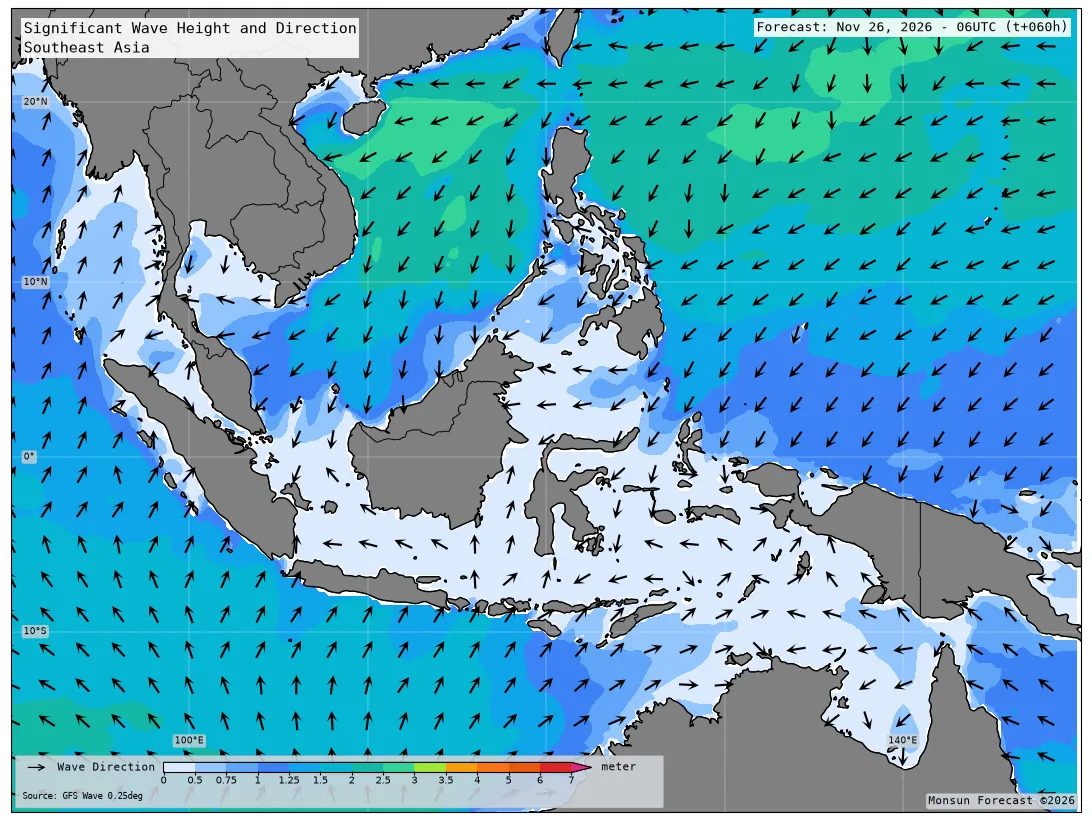 Significant Wave Height and Direction
Southeast Asia
Forecast: Nov 26, 2026 - 06UTC (t+060h)
20°N
10°N
0°
10°S
100°E
140°E
Wave Direction
meter
0 0.5 0.75 1 1.25 1.5 2 2.5 3 3.5 4 5 6 7
Source: GFS Wave 0.25deg
Monsun Forecast ©2026